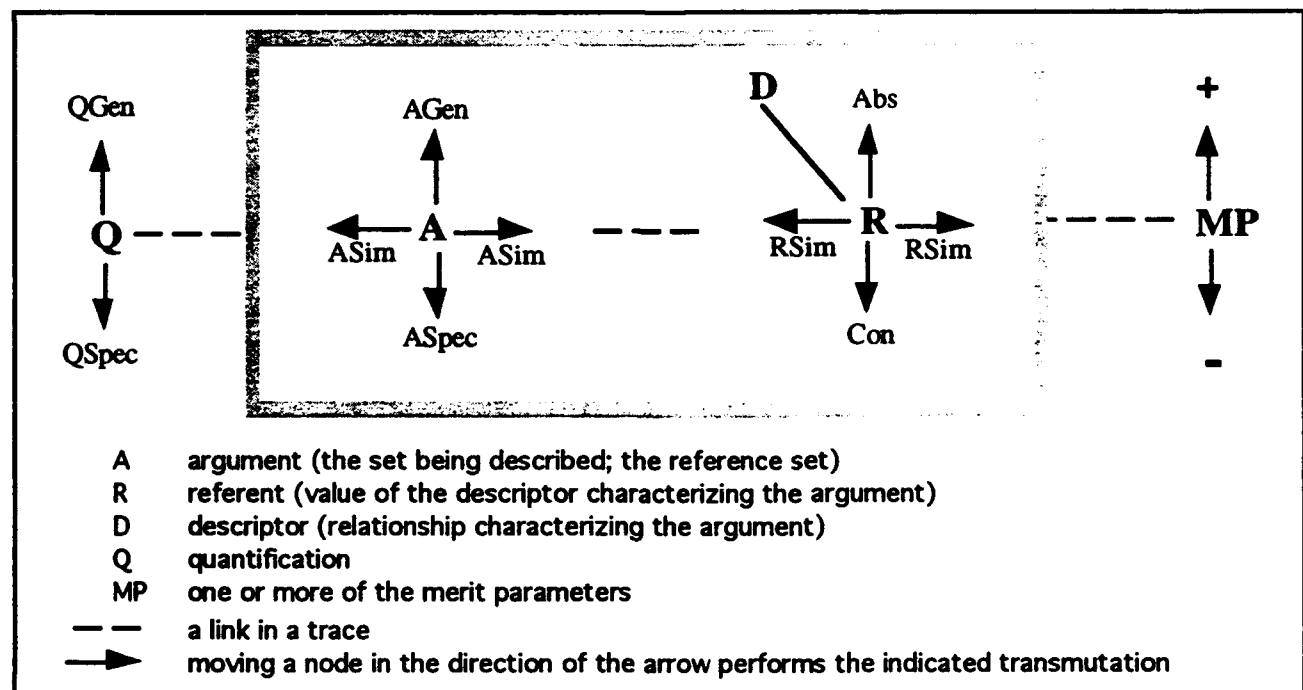 D
+
QGen
AGen
Abs
Q
A
R
MP
ASim
ASim
RSim
RSim
QSpec
ASpec
Con
-
A argument (the set being described; the reference set)
R referent (value of the descriptor characterizing the argument)
D descriptor (relationship characterizing the argument)
Q quantification
MP one or more of the merit parameters
a link in a trace
moving a node in the direction of the arrow performs the indicated transmutation